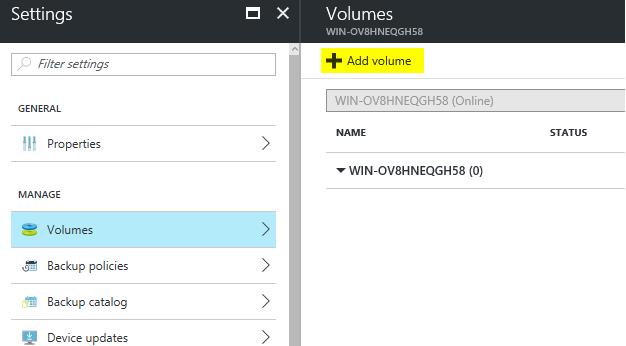 Settings
Filter settings
GENERAL
Properties
MANAGE
Volumes
Backup policies
Backup catalog
Device updates
Volumes
WIN-OV8HNEQGH58
Add volume
WIN-OV8HNEQGH58 (Online)
NAME STATUS
WIN-OV8HNEQGH58 (0)